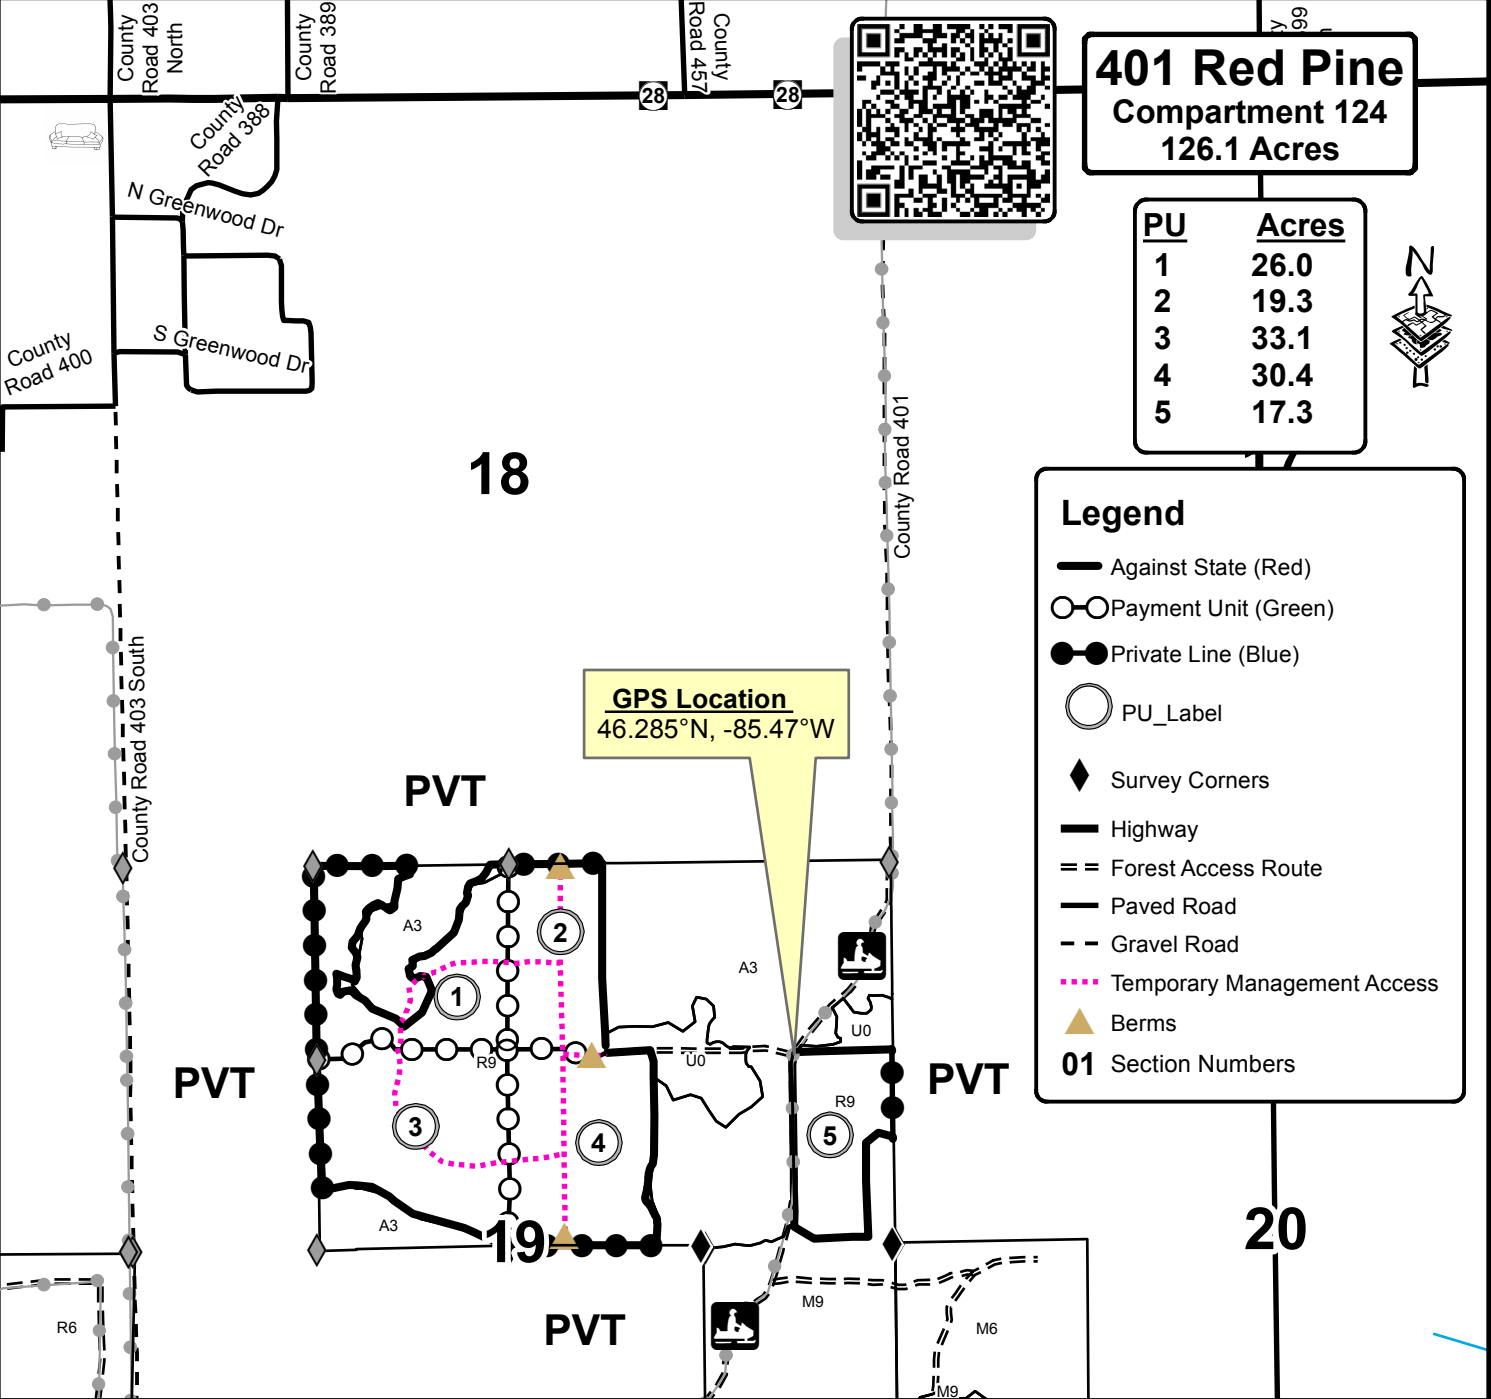 County
Road 403
North
County
Road 389
County
Road 457
28
28
401 Red Pine
Compartment 124
126.1 Acres
County
Road 388
N Greenwood Dr
S Greenwood Dr
County
Road 400
PU Acres
1 26.0
2 19.3
3 33.1
4 30.4
5 17.3
N
18
County Road 401
County Road 403 South
Legend
Against State (Red)
Payment Unit (Green)
Private Line (Blue)
PU_Label
Survey Corners
Highway
Forest Access Route
Paved Road
Gravel Road
Temporary Management Access
Berms
01 Section Numbers
GPS Location
46.285°N, -85.47°W
PVT
A3
2
A3
1
U0
R9
U0
PVT
PVT
R9
3
4
5
A3
19
20
PVT
M9
R6
M6
M9